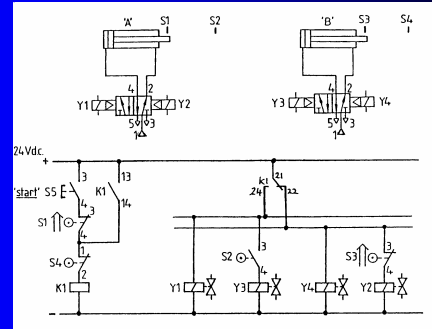 'A' S1 S2 'B' S3 S4
4 2 4 2
Y1 Y2 Y3 Y4
5 3 5 3
1 1
24Vd.c.
+
3 13 21
'start' S5 K1 K1
4 14 24 22
S1 3
4
3 3
S2 S3
4 4
1
S4
2
K1 Y1 Y3 Y4 Y2
- -